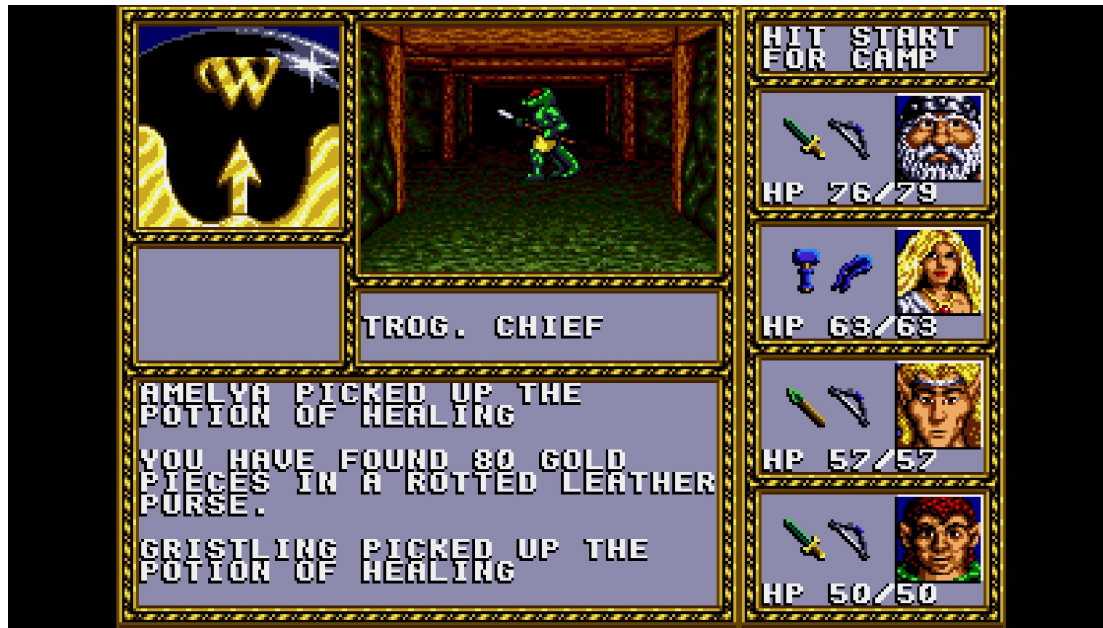 W
HIT START
FOR CAMP
HP 76/79
HP 63/63
TROG. CHIEF
AMELYA PICKED UP THE
POTION OF HEALING
YOU HAVE FOUND 80 GOLD
PIECES IN A ROTTED LEATHER
PURSE.
GRISTLING PICKED UP THE
POTION OF HEALING
HP 57/57
HP 50/50